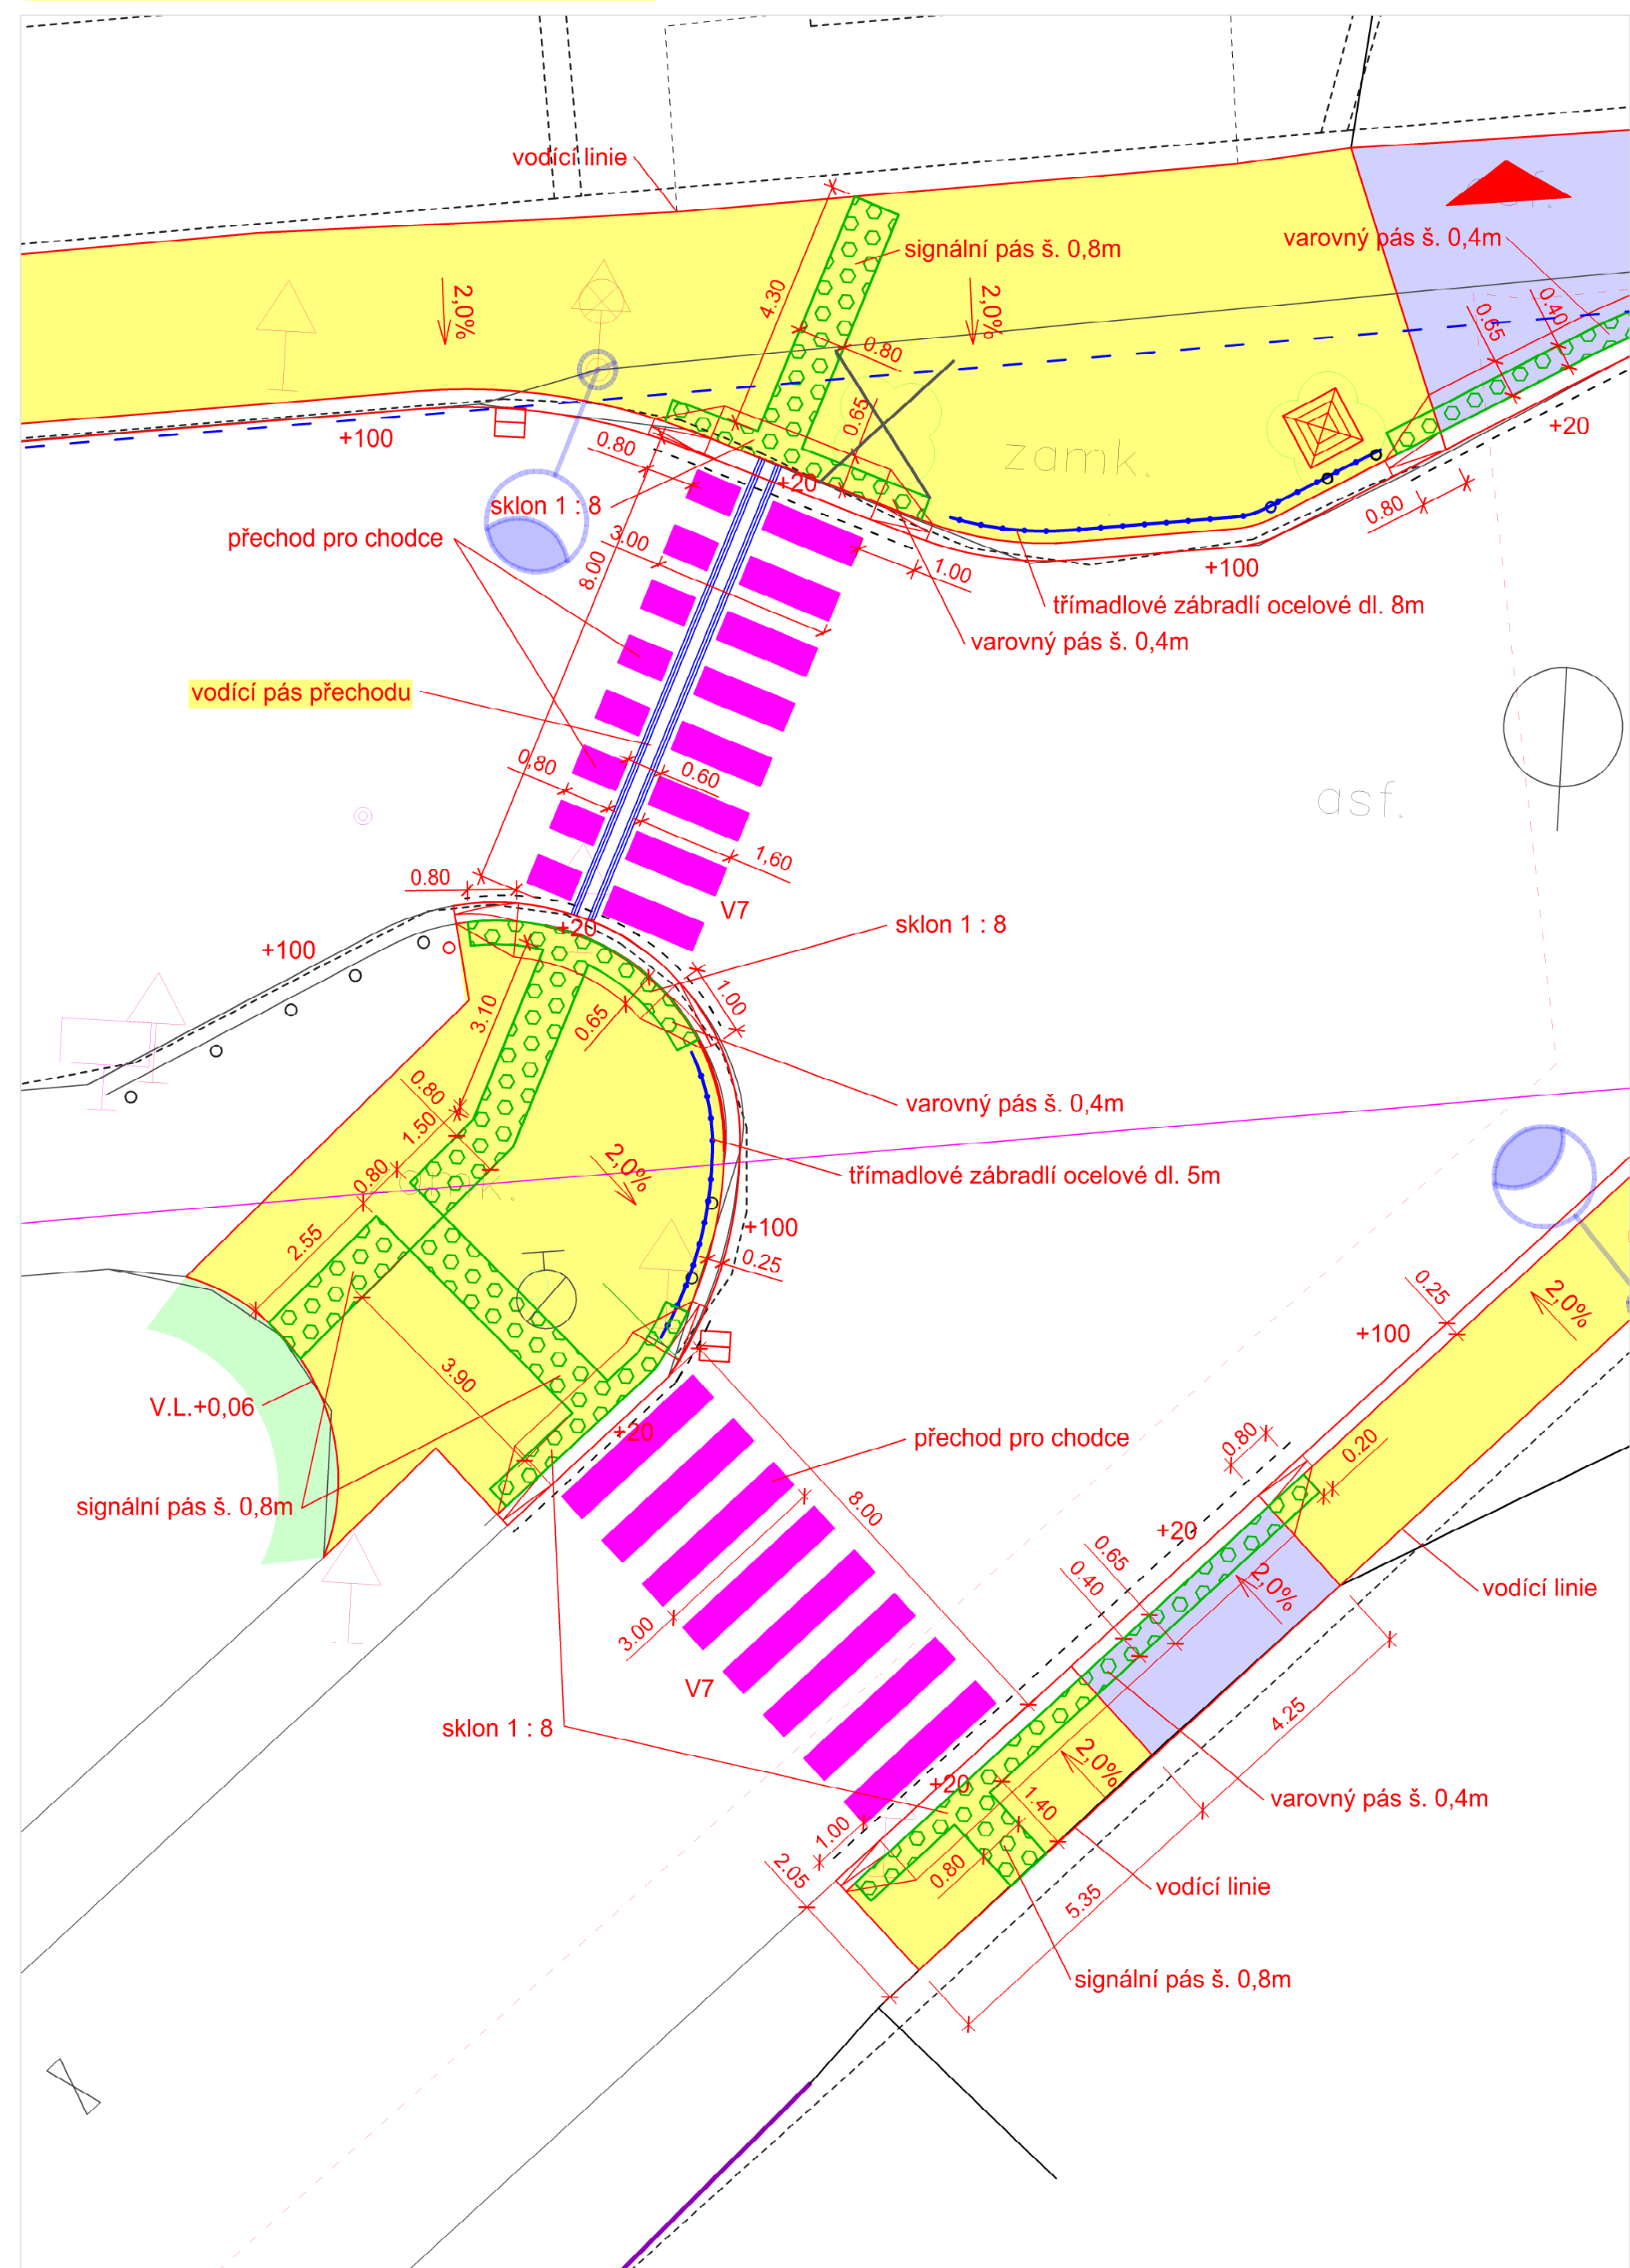 vodící linie
varovný pás š. 0,4m
signální pás š. 0,8m
4.30
2,0%
2,0%
0.80
0.65
0.40
0.65
+100
0.80
zamk.
+20
+20
sklon 1 : 8
0.80
přechod pro chodce
3.00
8.00
1.00
+100
třímadlové zábradlí ocelové dl. 8m
varovný pás š. 0,4m
vodící pás přechodu
0,80
0.60
asf.
1,60
0.80
V7
+20
sklon 1 : 8
+100
3.10
0.65
1.00
0.80
1.50
varovný pás š. 0,4m
0.80
2,0%
třímadlové zábradlí ocelové dl. 5m
2.55
+100
0.25
0.25
2,0%
+100
3.90
V.L.+0,06
+20
přechod pro chodce
0.80
0.20
signální pás š. 0,8m
8.00
+20
0.65
0.40
2,0%
vodící linie
3.00
V7
sklon 1 : 8
4.25
2,0%
+20
1.40
varovný pás š. 0,4m
1.00
2.05
0.80
5.35
vodící linie
signální pás š. 0,8m